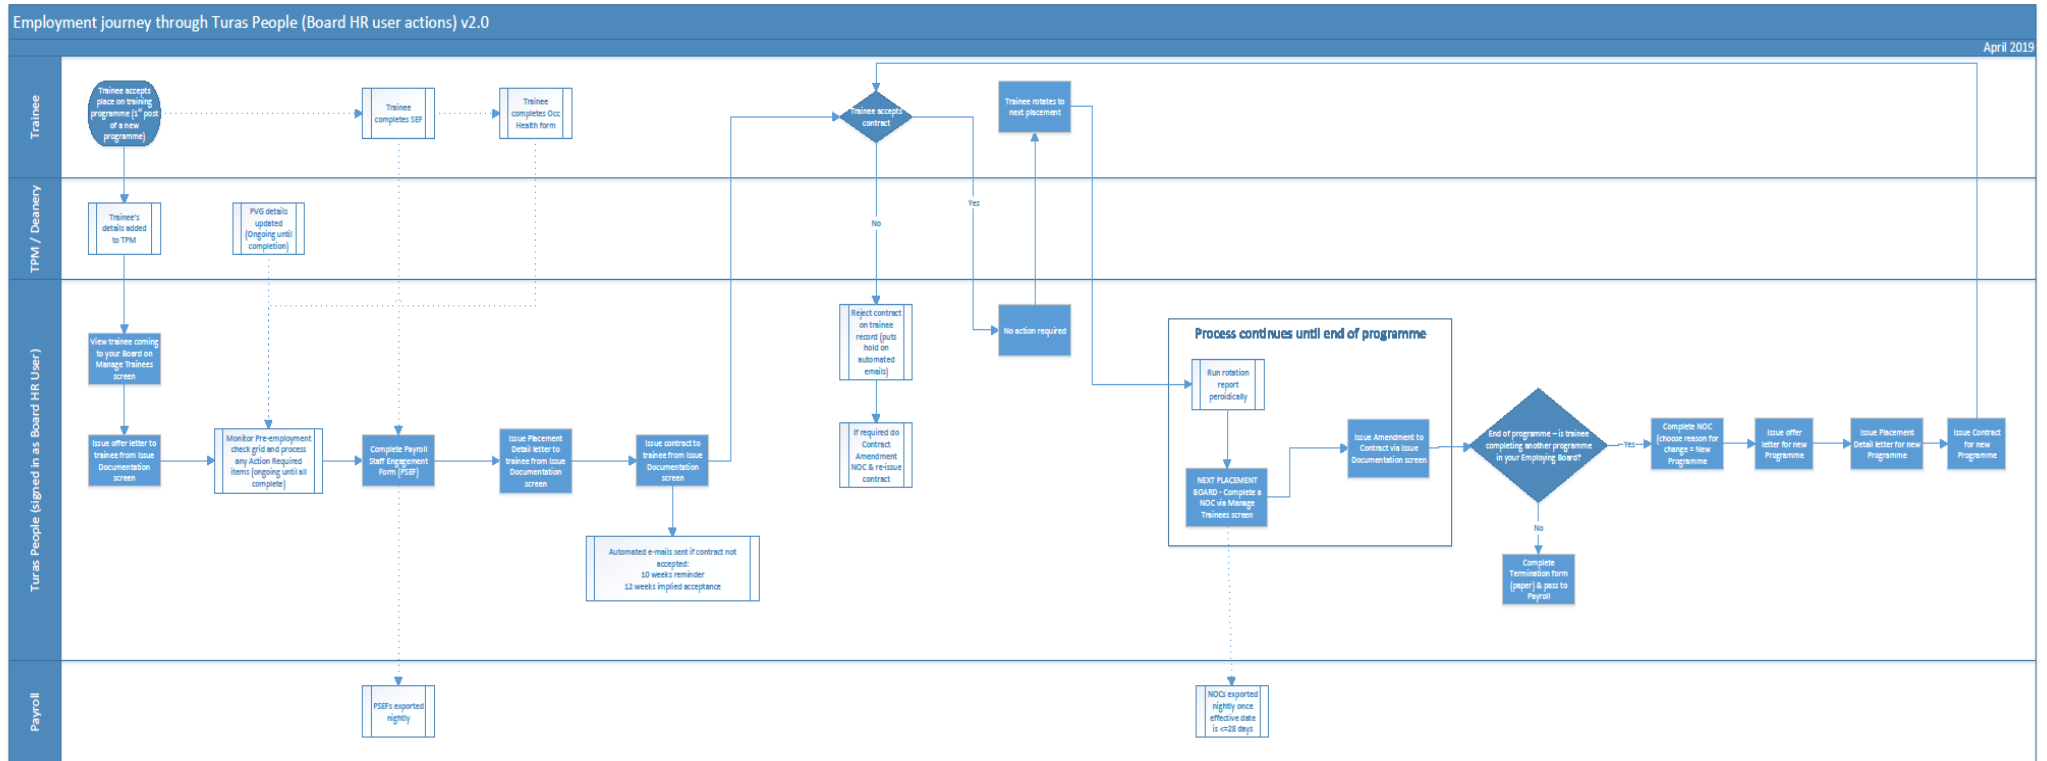 Employment journey through Turas People (Board HR user actions) v2.0
April 2019
Trainee
Trainee accepts
place on training
programme (1st post
of a new
programme)
Trainee
completes SEF
Trainee
completes Occ
Health form
Trainee accepts
contract
Trainee rotates to
next placement
TPM / Deanery
Trainee's
details added
to TPM
PVG details
updated
(Ongoing until
completion)
No
Yes
Turas People (signed in as Board HR User)
View trainee coming
to your Board on
Manage Trainees
screen
Issue offer letter to
trainee from Issue
Documentation
screen
Monitor Pre-employment
check grid and process
any Action Required
items (ongoing until all
complete)
Complete Payroll
Staff Engagement
Form (PSEF)
Issue Placement
Detail letter to
trainee from Issue
Documentation
screen
Issue contract to
trainee from Issue
Documentation
screen
Automated e-mails sent if contract not
accepted:
10 weeks reminder
12 weeks implied acceptance
Reject contract
on trainee
record (puts
hold on
automated
emails)
If required do
Contract
Amendment
NOC & re-issue
contract
No action required
Process continues until end of programme
Run rotation
report
peroidically
NEXT PLACEMENT
BOARD - Complete a
NOC via Manage
Trainees screen
Issue Amendment to
Contract via Issue
Documentation screen
End of programme – is trainee
completing another programme
in your Employing Board?
Yes
No
Complete
Termination form
(paper) & pass to
Payroll
Complete NOC
(choose reason for
change = New
Programme
Issue offer
letter for new
Programme
Issue Placement
Detail letter for new
Programme
Issue Contract
for new
Programme
Payroll
PSEFs exported
nightly
NOCs exported
nightly once
effective date
is <=28 days